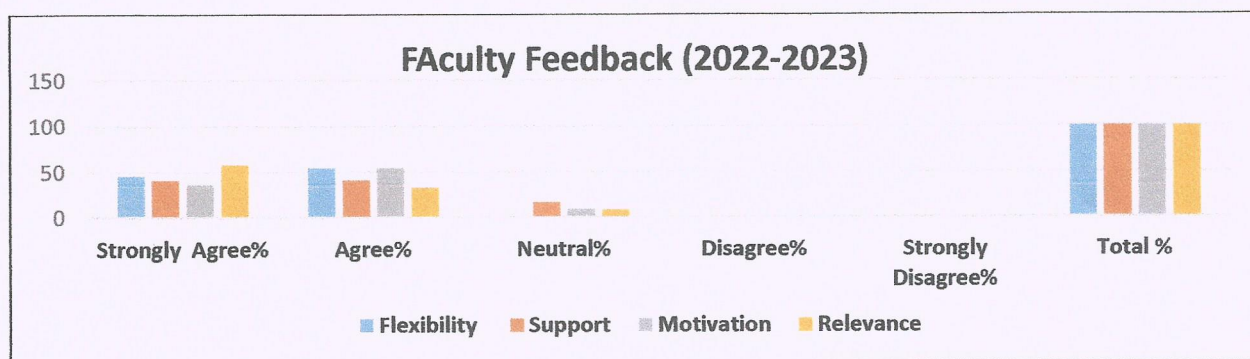 FAculty Feedback (2022-2023)
150
100
50
0
Strongly Agree%
Agree%
Neutral%
Disagree%
Strongly
Disagree%
Total %
Flexibility
Support
Motivation
Relevance